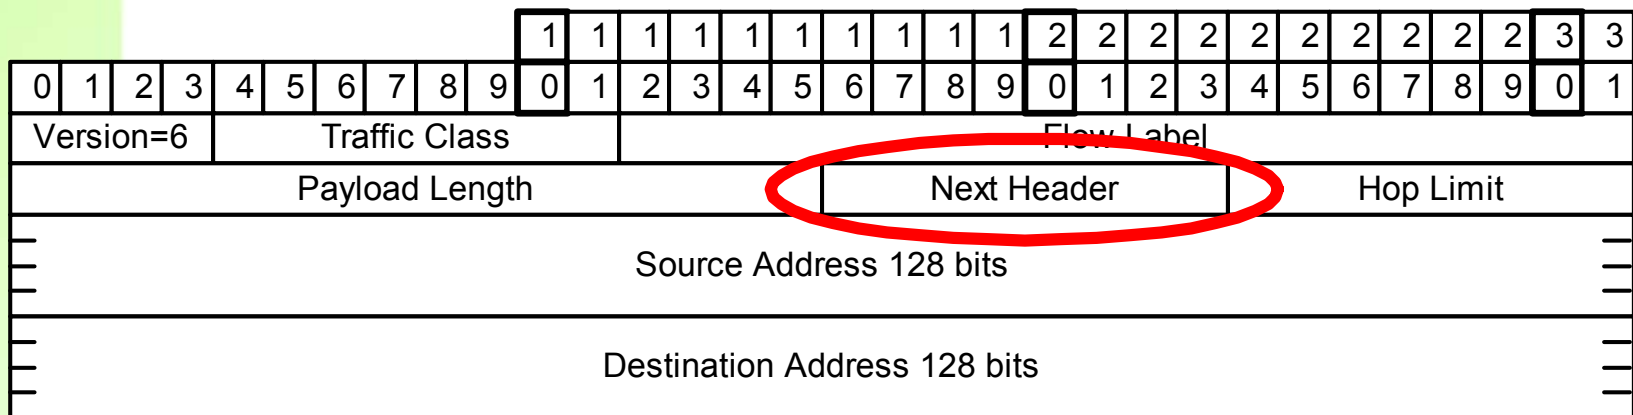 1 1 1 1 1 1 1 1 1 1 2 2 2 2 2 2 2 2 2 2 3 3
0 1 2 3 4 5 6 7 8 9 0 1 2 3 4 5 6 7 8 9 0 1 2 3 4 5 6 7 8 9 0 1
Version=6 Traffic Class Flow Label
Payload Length Next Header Hop Limit
Source Address 128 bits
Destination Address 128 bits